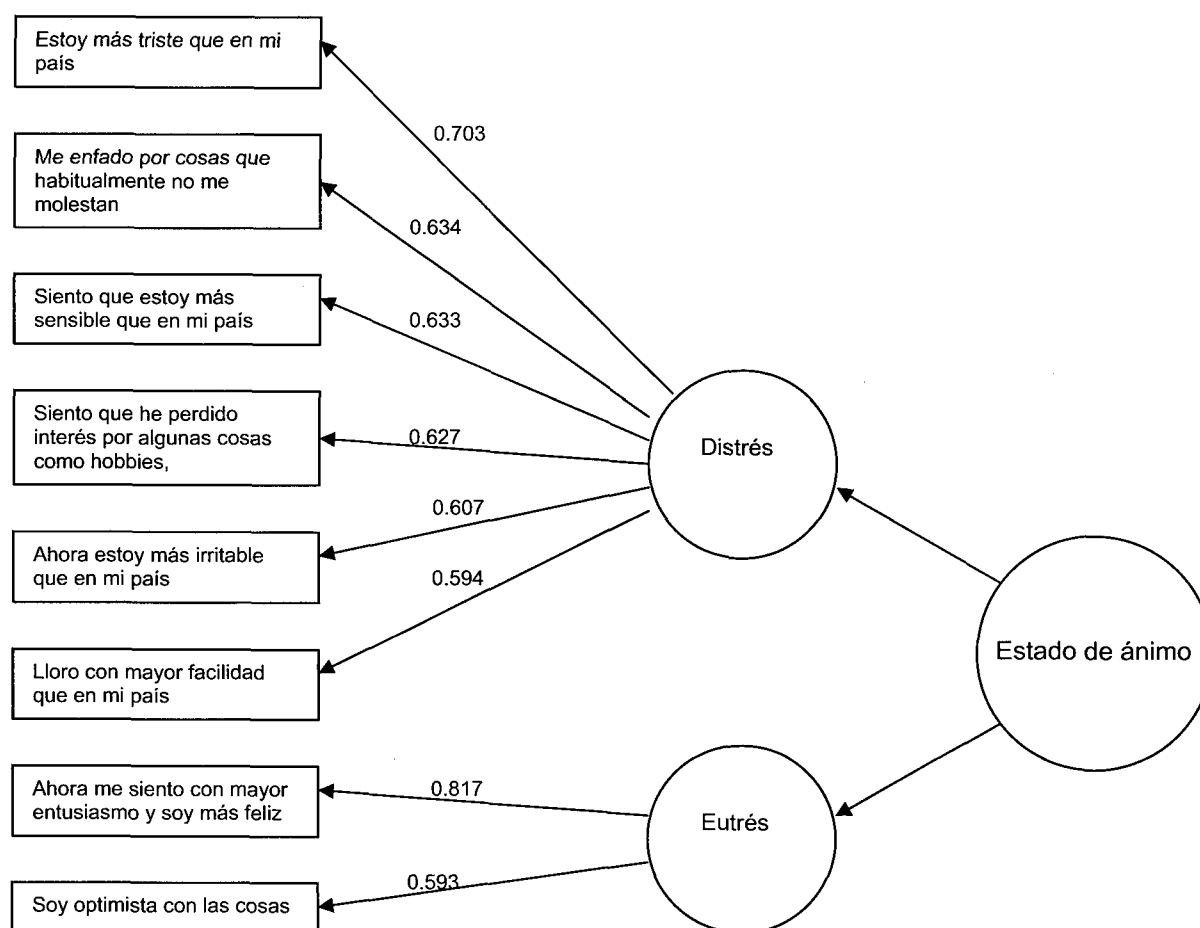 Estoy más triste que en mi
país
0.703
Me enfado por cosas que
habitualmente no me
molestan
0.634
Siento que estoy más
sensible que en mi país
0.633
Siento que he perdido
interés por algunas cosas
como hobbies,
0.627
Distrés
Ahora estoy más irritable
que en mi país
0.607
0.594
Lloro con mayor facilidad
que en mi país
Estado de ánimo
Ahora me siento con mayor
entusiasmo y soy más feliz
0.817
Eutrés
Soy optimista con las cosas
0.593